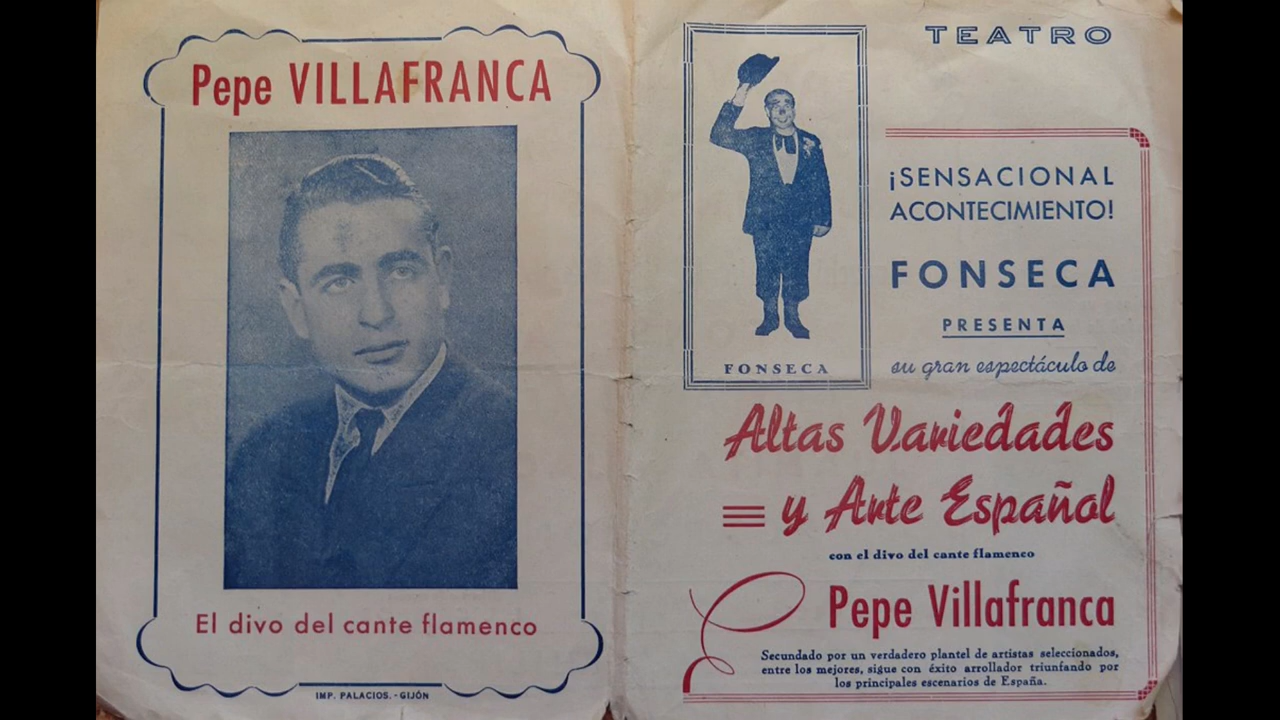 Pepe VILLAFRANCA
El divo del cante flamenco
IMP. PALACIOS. - GIJÓN
TEATRO
FONSECA
¡SENSACIONAL
ACONTECIMIENTO!
FONSECA
PRESENTA
su gran espectáculo de
Altas Variedades
y Arte Español
con el divo del cante flamenco
Pepe Villafranca
Secundado por un verdadero plantel de artistas seleccionados,
entre los mejores, sigue con éxito arrollador triunfando por
los principales escenarios de España.